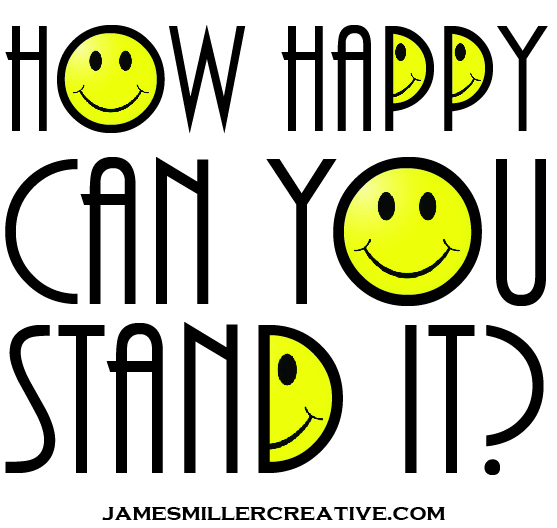 HOW HAPPY
CAN YOU
STAND IT?
JAMESMILLERCREATIVE.COM